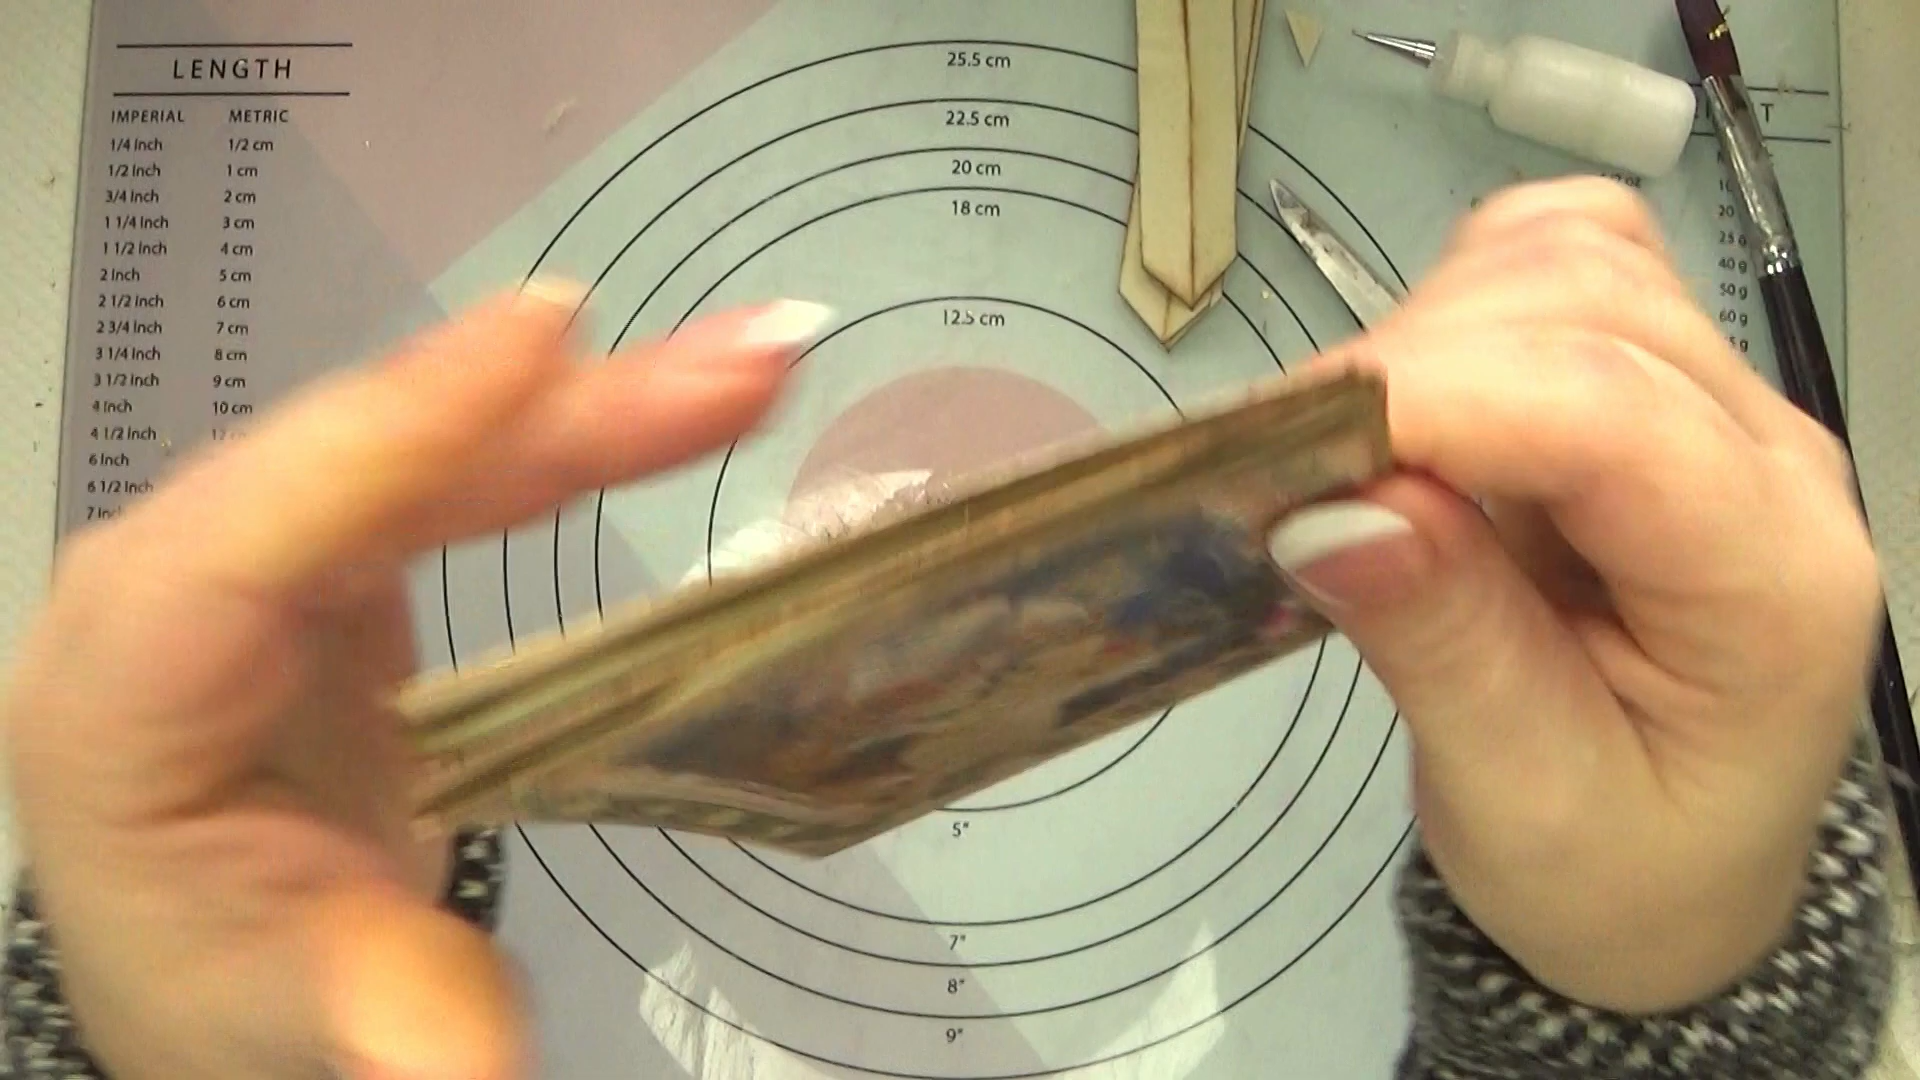 LENGTH
IMPERIAL METRIC
1/4 Inch 1/2 cm
1/2 Inch 1 cm
3/4 Inch 2 cm
1 1/4 Inch 3 cm
1 1/2 Inch 4 cm
2 Inch 5 cm
2 1/2 Inch 6 cm
2 3/4 Inch 7 cm
3 1/4 Inch 8 cm
3 1/2 Inch 9 cm
4 Inch 10 cm
4 1/2 Inch
6 Inch
6 1/2 Inch
25.5 cm
22.5 cm
20 cm
18 cm
12.5 cm
5"
7"
8"
9"
T
20
25 g
40 g
50 g
60 g